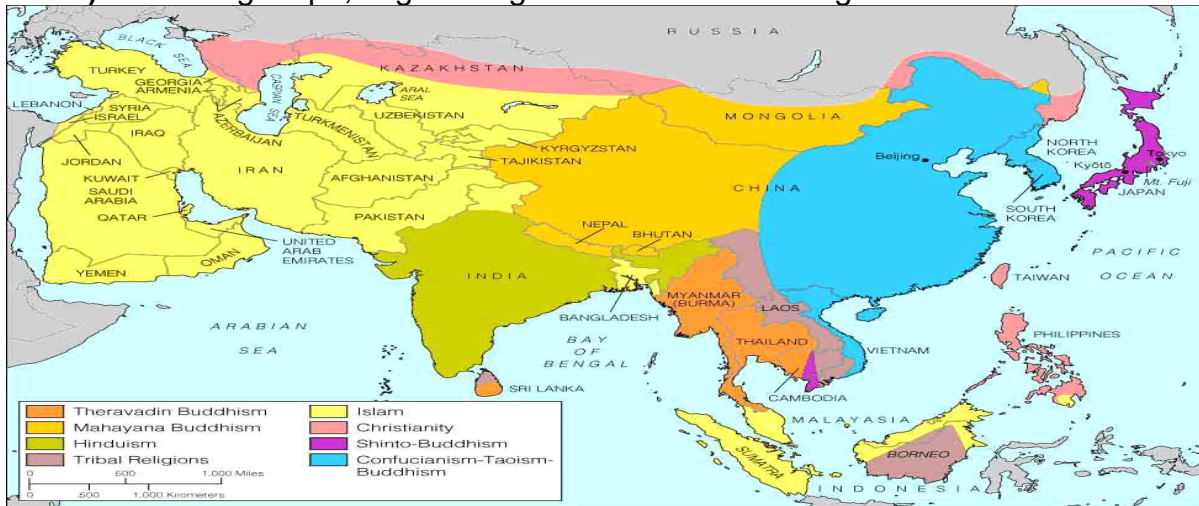 RUSSIA
BLACK SEA
KAZAKHSTAN
TURKEY
GEORGIA
ARMENIA
CASPIAN SEA
ARAL SEA
LEBANON
SYRIA
ISRAEL
AZERBAIJAN
TURKMENISTAN
UZBEKISTAN
MONGOLIA
IRAQ
KYRGYZSTAN
TAJIKISTAN
Beijing
NORTH KOREA
Tokyo
Kyōto
JORDAN
IRAN
AFGHANISTAN
CHINA
Mt. Fuji
JAPAN
KUWAIT
SAUDI ARABIA
QATAR
PAKISTAN
SOUTH KOREA
NEPAL
BHUTAN
UNITED ARAB EMIRATES
OMAN
YEMEN
INDIA
PACIFIC OCEAN
TAIWAN
MYANMAR (BURMA)
LAOS
BANGLADESH
ARABIAN SEA
BAY OF BENGAL
THAILAND
VIETNAM
PHILIPPINES
SRI LANKA
CAMBODIA
MALAYASIA
SUMATRA
BORNEO
INDONESIA
Theravadin Buddhism
Mahayana Buddhism
Hinduism
Tribal Religions
Islam
Christianity
Shinto-Buddhism
Confucianism-Taoism-
Buddhism
0 500 1,000 Miles
0 500 1,000 Kilometers